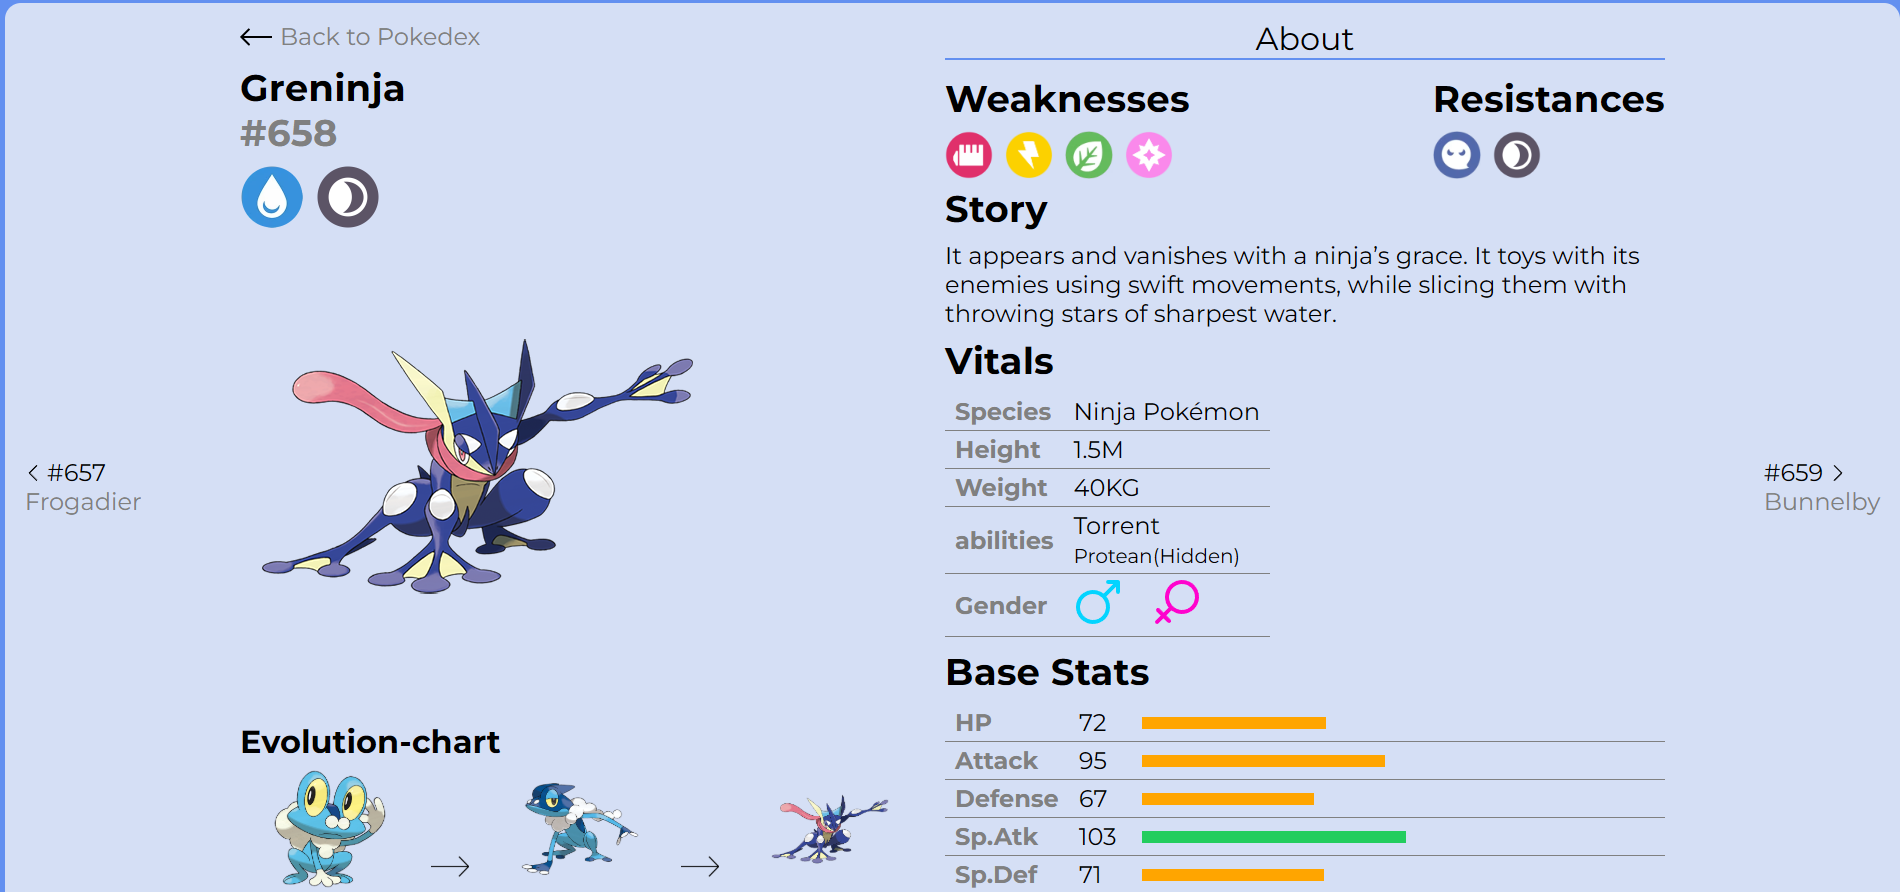 Back to Pokedex
Greninja
#658
< #657
Frogadier
Evolution-chart
About
Weaknesses
Resistances
Story
It appears and vanishes with a ninja’s grace. It toys with its
enemies using swift movements, while slicing them with
throwing stars of sharpest water.
Vitals
Species Ninja Pokémon
Height 1.5M
Weight 40KG
abilities Torrent
Protean(Hidden)
Gender
Base Stats
HP 72
Attack 95
Defense 67
Sp.Atk 103
Sp.Def 71
#659 >
Bunnelby